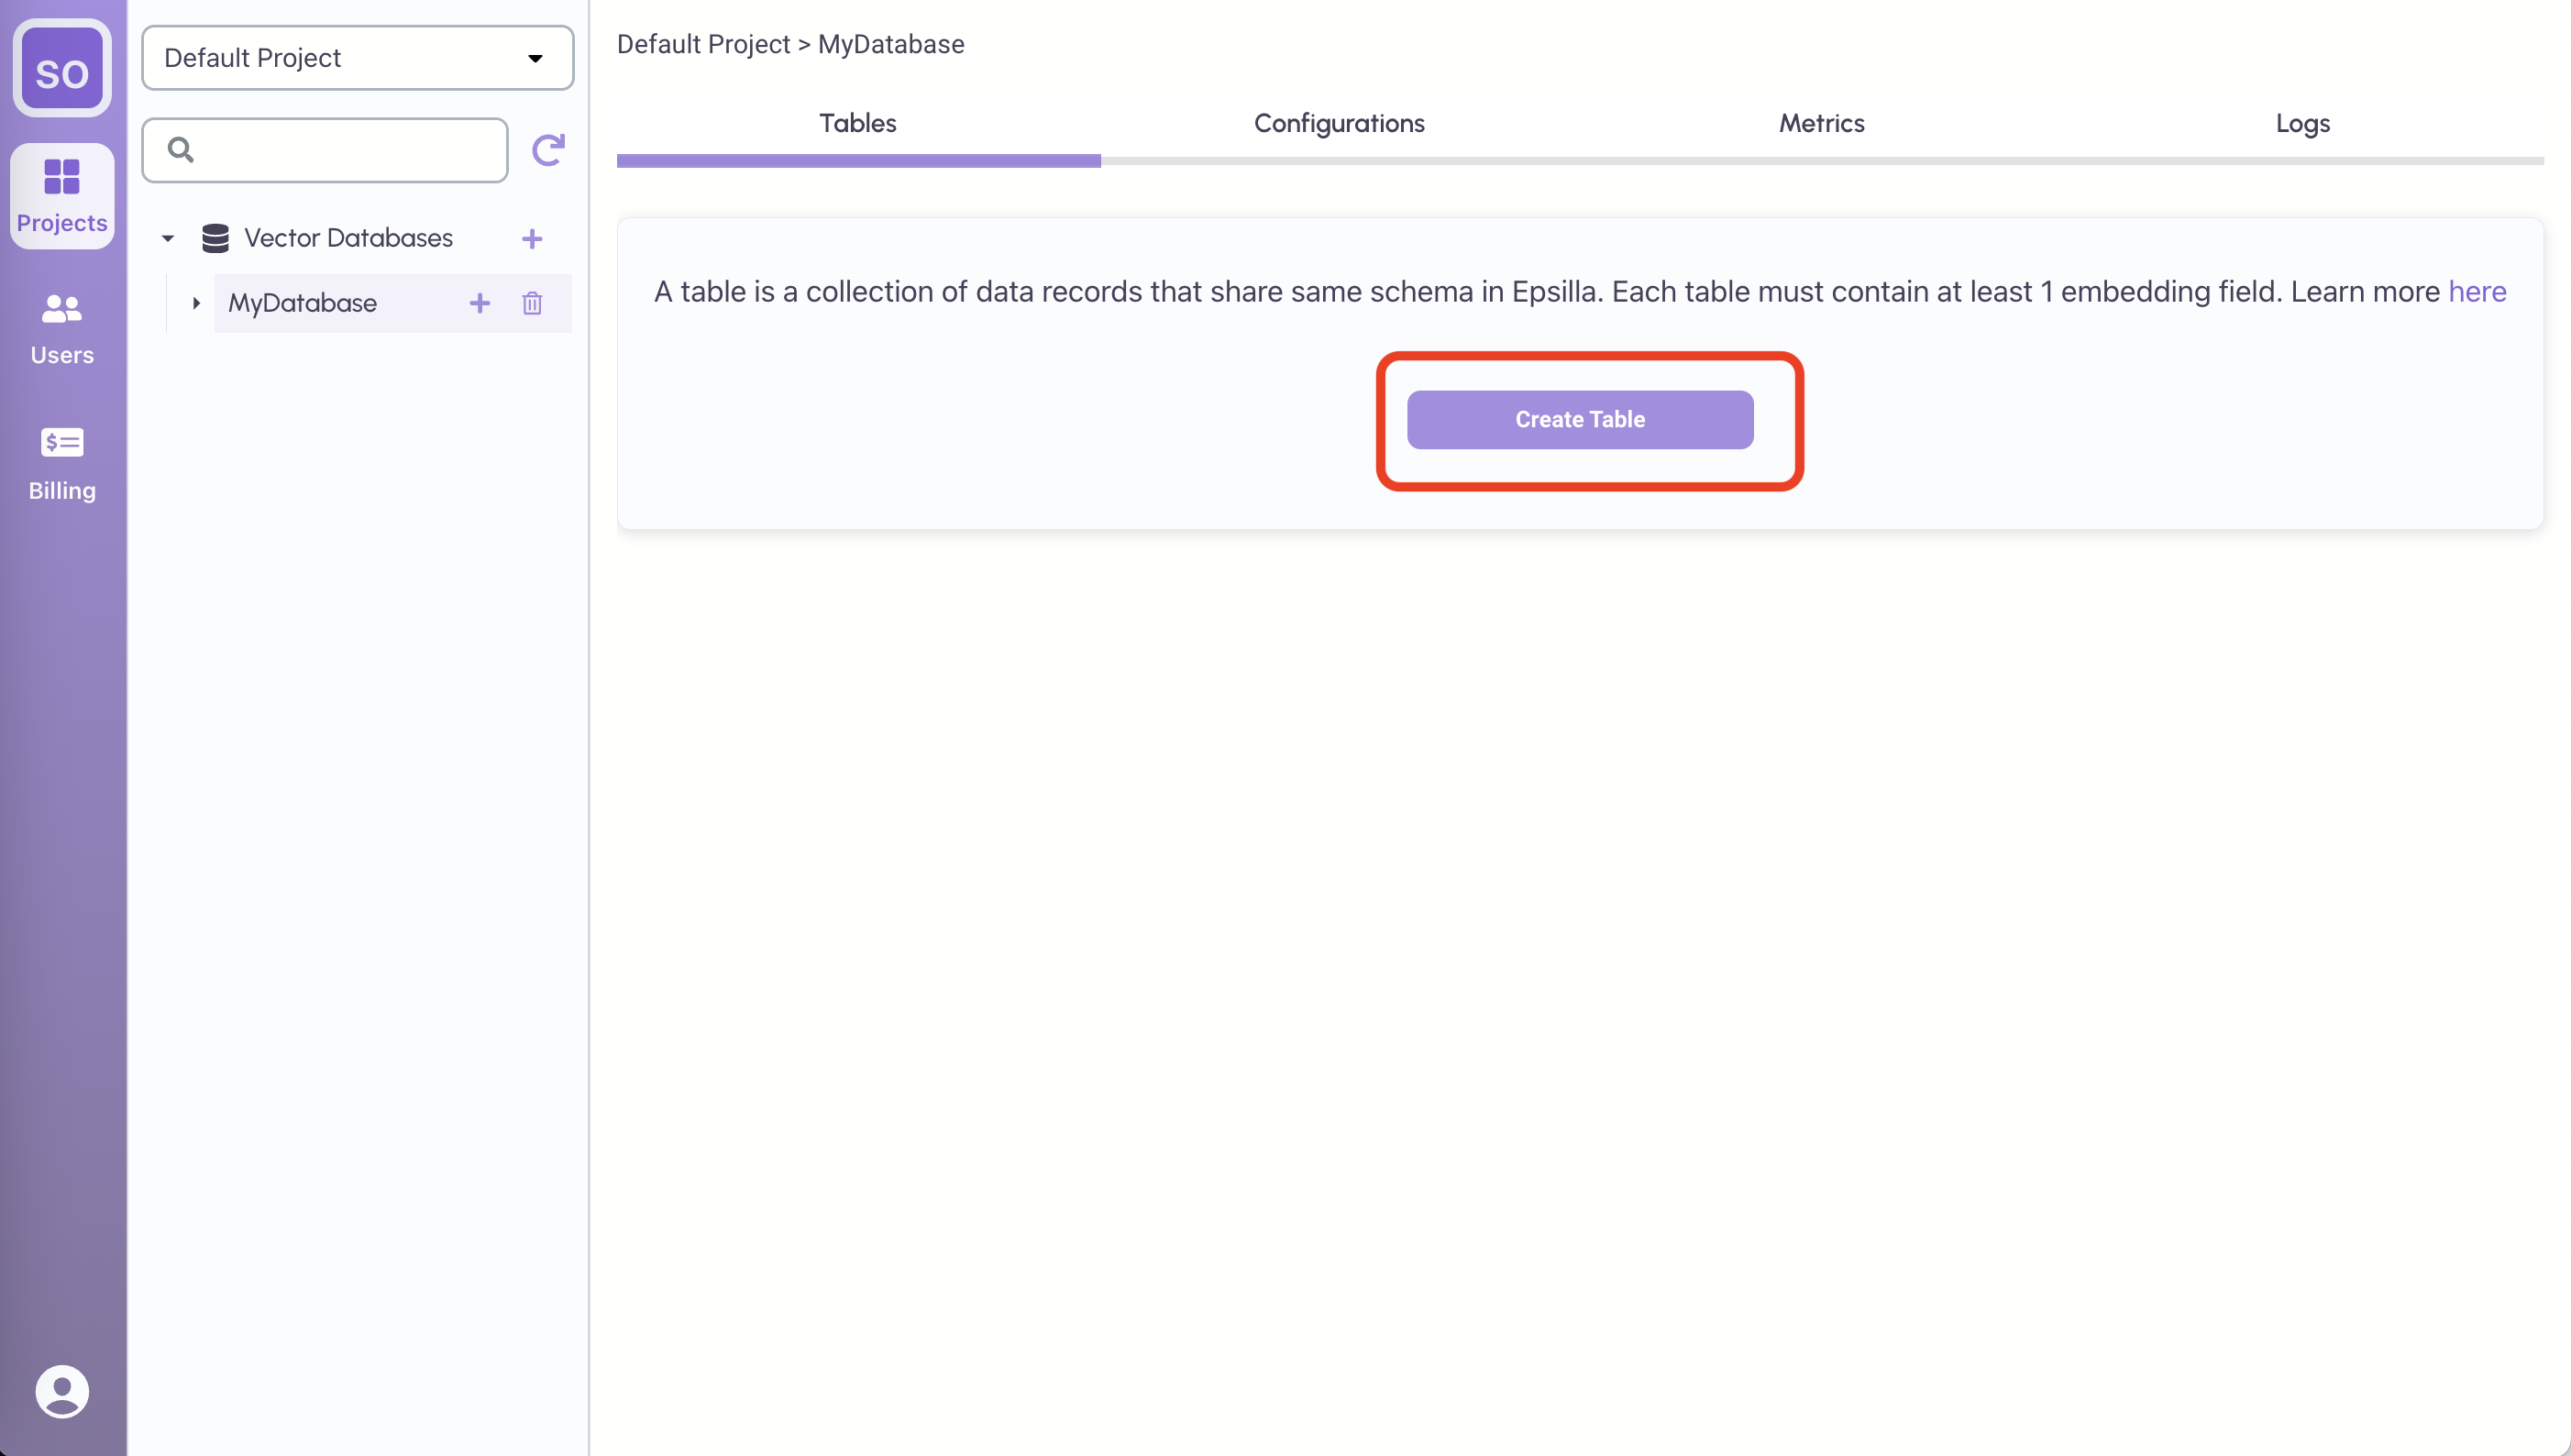 SO
Projects
Users
Billing
Default Project
Vector Databases
MyDatabase
Default Project > MyDatabase
Tables Configurations Metrics Logs
A table is a collection of data records that share same schema in Epsilla. Each table must contain at least 1 embedding field. Learn more here
Create Table